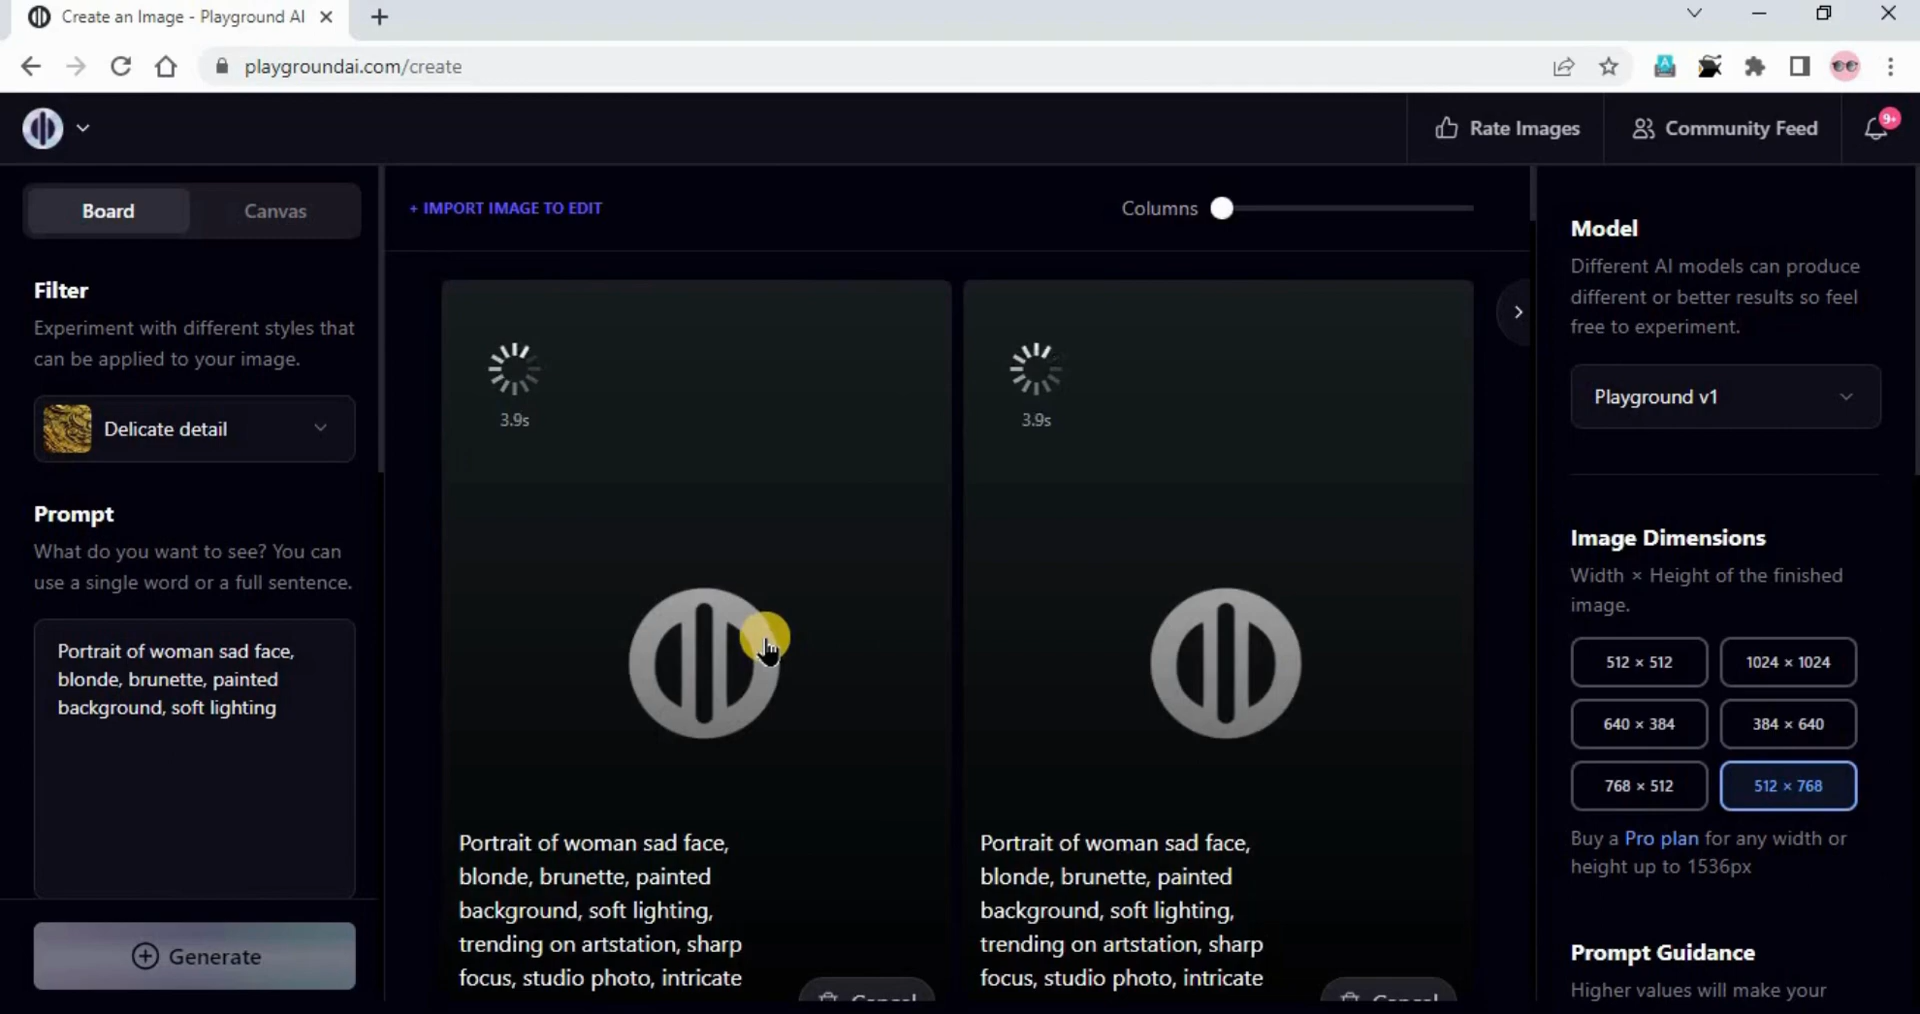 Create an Image - Playground AI
playgroundai.com/create
Rate Images
Community Feed
9+
Board
Canvas
+ IMPORT IMAGE TO EDIT
Columns
Filter
Experiment with different styles that
can be applied to your image.
Delicate detail
Prompt
What do you want to see? You can
use a single word or a full sentence.
Portrait of woman sad face,
blonde, brunette, painted
background, soft lighting
Generate
3.9s
Portrait of woman sad face,
blonde, brunette, painted
background, soft lighting,
trending on artstation, sharp
focus, studio photo, intricate
Cancel
3.9s
Portrait of woman sad face,
blonde, brunette, painted
background, soft lighting,
trending on artstation, sharp
focus, studio photo, intricate
Cancel
Model
Different AI models can produce
different or better results so feel
free to experiment.
Playground v1
Image Dimensions
Width × Height of the finished
image.
512 × 512
1024 × 1024
640 × 384
384 × 640
768 × 512
512 × 768
Buy a Pro plan for any width or
height up to 1536px
Prompt Guidance
Higher values will make your